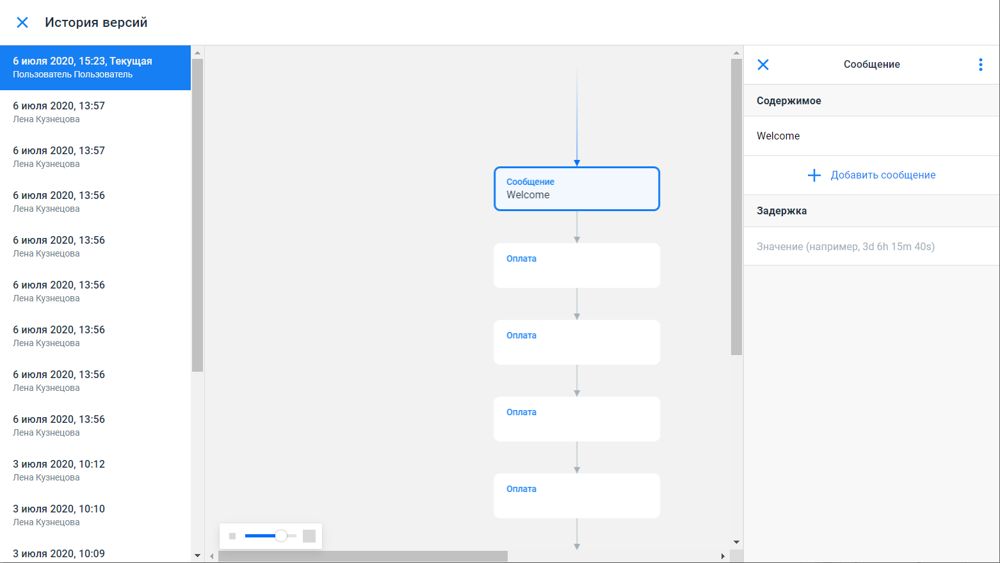 История версий
6 июля 2020, 15:23, Текущая
Пользователь Пользователь
6 июля 2020, 13:57
Лена Кузнецова
6 июля 2020, 13:57
Лена Кузнецова
6 июля 2020, 13:56
Лена Кузнецова
6 июля 2020, 13:56
Лена Кузнецова
6 июля 2020, 13:56
Лена Кузнецова
6 июля 2020, 13:56
Лена Кузнецова
6 июля 2020, 13:56
Лена Кузнецова
6 июля 2020, 13:56
Лена Кузнецова
3 июля 2020, 10:12
Лена Кузнецова
3 июля 2020, 10:10
Лена Кузнецова
3 июля 2020, 10:09
Сообщение
Welcome
Оплата
Оплата
Оплата
Оплата
Сообщение
Содержимое
Welcome
Добавить сообщение
Задержка
Значение (например, 3d 6h 15m 40s)